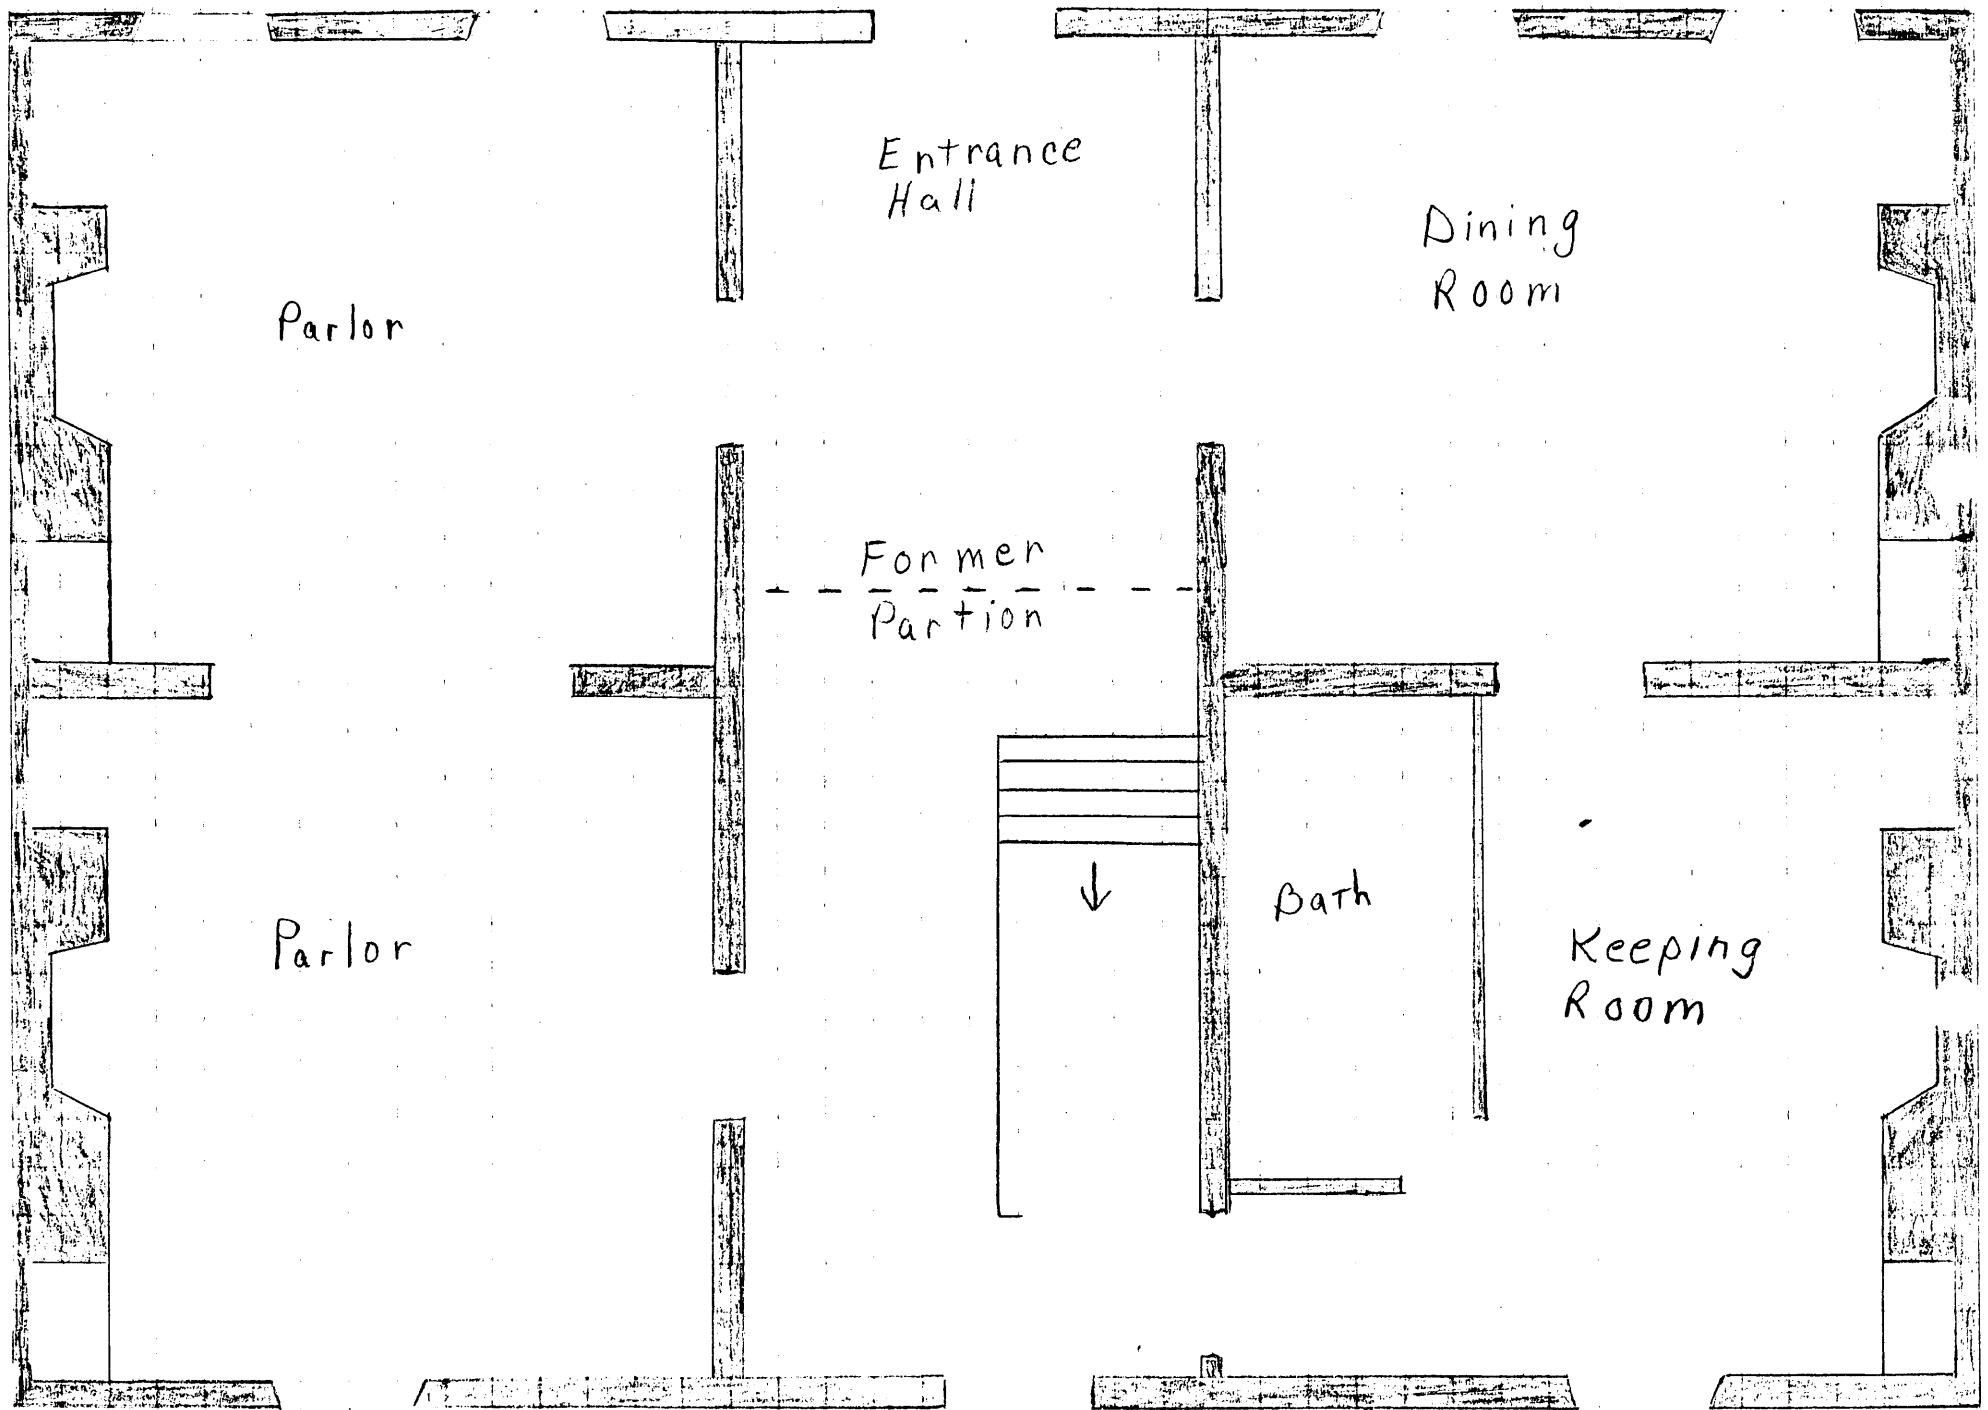 Entrance
Hall
Dining
Room
Parlor
Former
Partion
Bath
Parlor
Keeping
Room